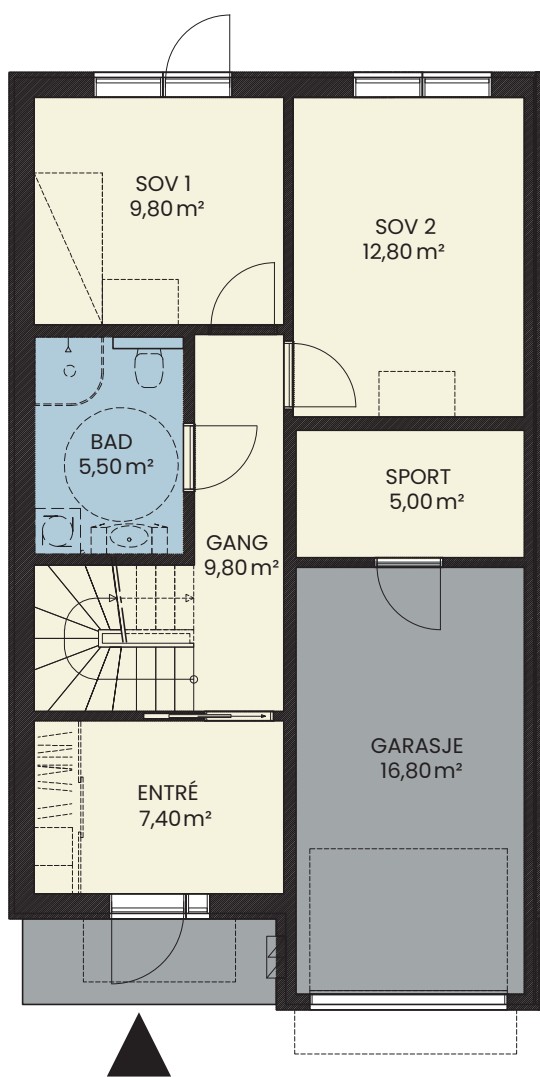 SOV 1
9,80 m²
SOV 2
12,80 m²
BAD
5,50 m²
SPORT
5,00 m²
GANG
9,80 m²
GARASJE
16,80 m²
ENTRÉ
7,40 m²